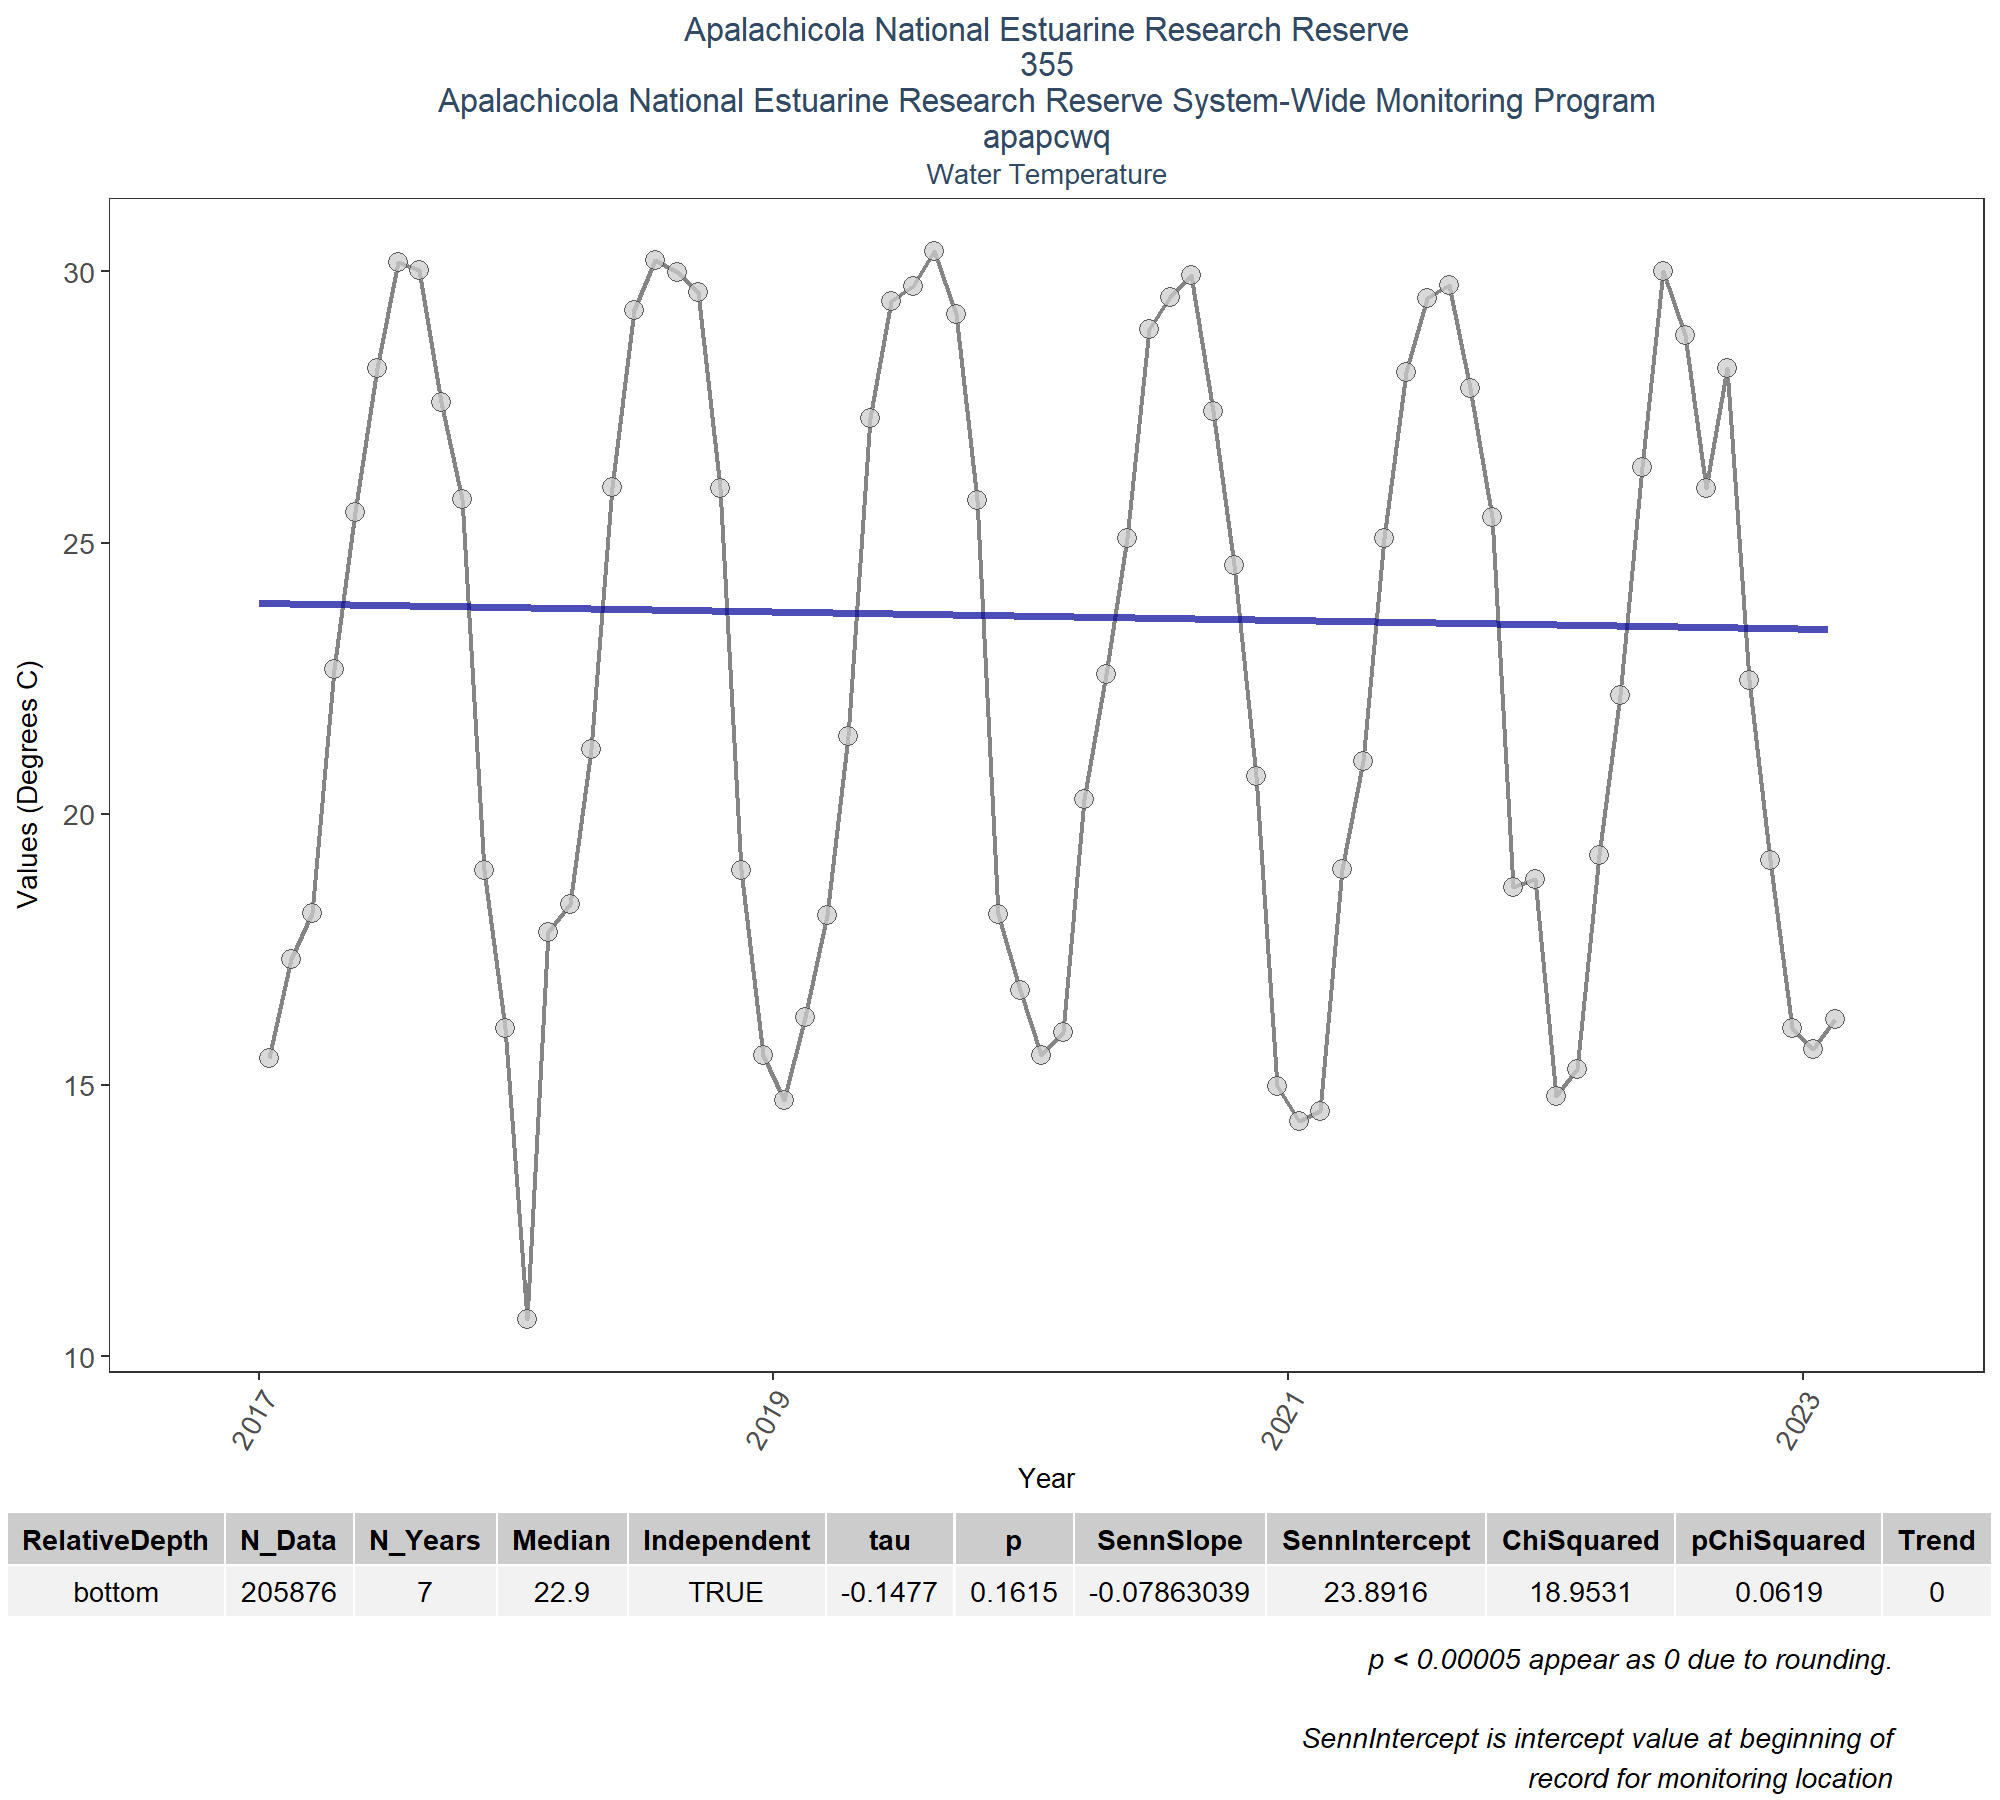 Apalachicola National Estuarine Research Reserve
355
Apalachicola National Estuarine Research Reserve System-Wide Monitoring Program
apapcwq
Water Temperature
Values (Degrees C)
30
25
20
15
10
2017
2019
2021
2023
Year
RelativeDepth N_Data N_Years Median Independent tau p SennSlope SennIntercept ChiSquared pChiSquared Trend
bottom 205876 7 22.9 TRUE -0.1477 0.1615 -0.07863039 23.8916 18.9531 0.0619 0
p < 0.00005 appear as 0 due to rounding.
SennIntercept is intercept value at beginning of
record for monitoring location